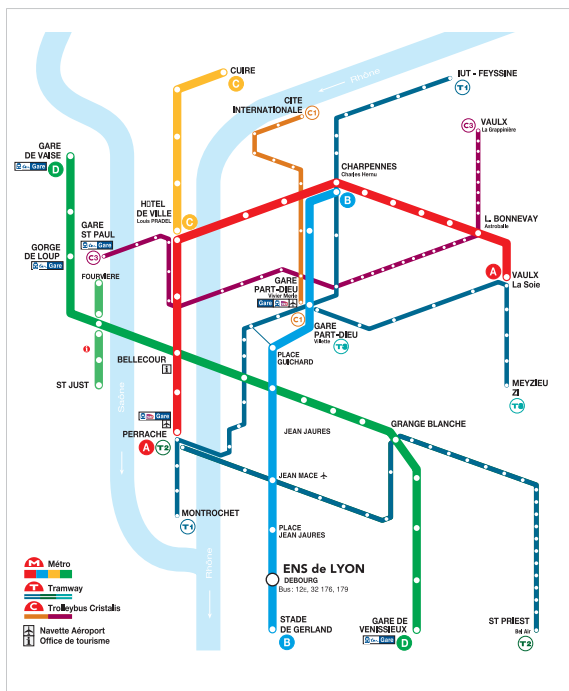 CUIRE
C
Rhône
IUT - FEYSSINE
T1
CITE
INTERNATIONALE
C1
C3
VAULX
La Grappinière
GARE
DE VAISE
Gare
D
CHARPENNES
Charles Hernu
B
HOTEL
DE VILLE
Louis PRADEL
C
GARE
ST PAUL
Gare
C3
L. BONNEVAY
Astroballe
GORGE
DE LOUP
Gare
FOURVIERE
A
VAULX
La Soie
GARE
PART-DIEU
Vivier Merle
Gare
C1
GARE
PART-DIEU
Villette
T3
i
BELLECOUR
i
PLACE
GUICHARD
ST JUST
Saône
MEYZIEU
ZI
T3
Gare
PERRACHE
A
T2
JEAN JAURES
GRANGE BLANCHE
JEAN MACE
MONTROCHET
T1
PLACE
JEAN JAURES
Rhône
ENS de LYON
DEBOURG
Bus: 12e, 32 176, 179
STADE
DE GERLAND
B
GARE DE
VENISSIEUX
Gare
D
ST PRIEST
Bel Air
T2
M Métro
T Tramway
C Trolleybus Cristalis
Navette Aéroport
i Office de tourisme